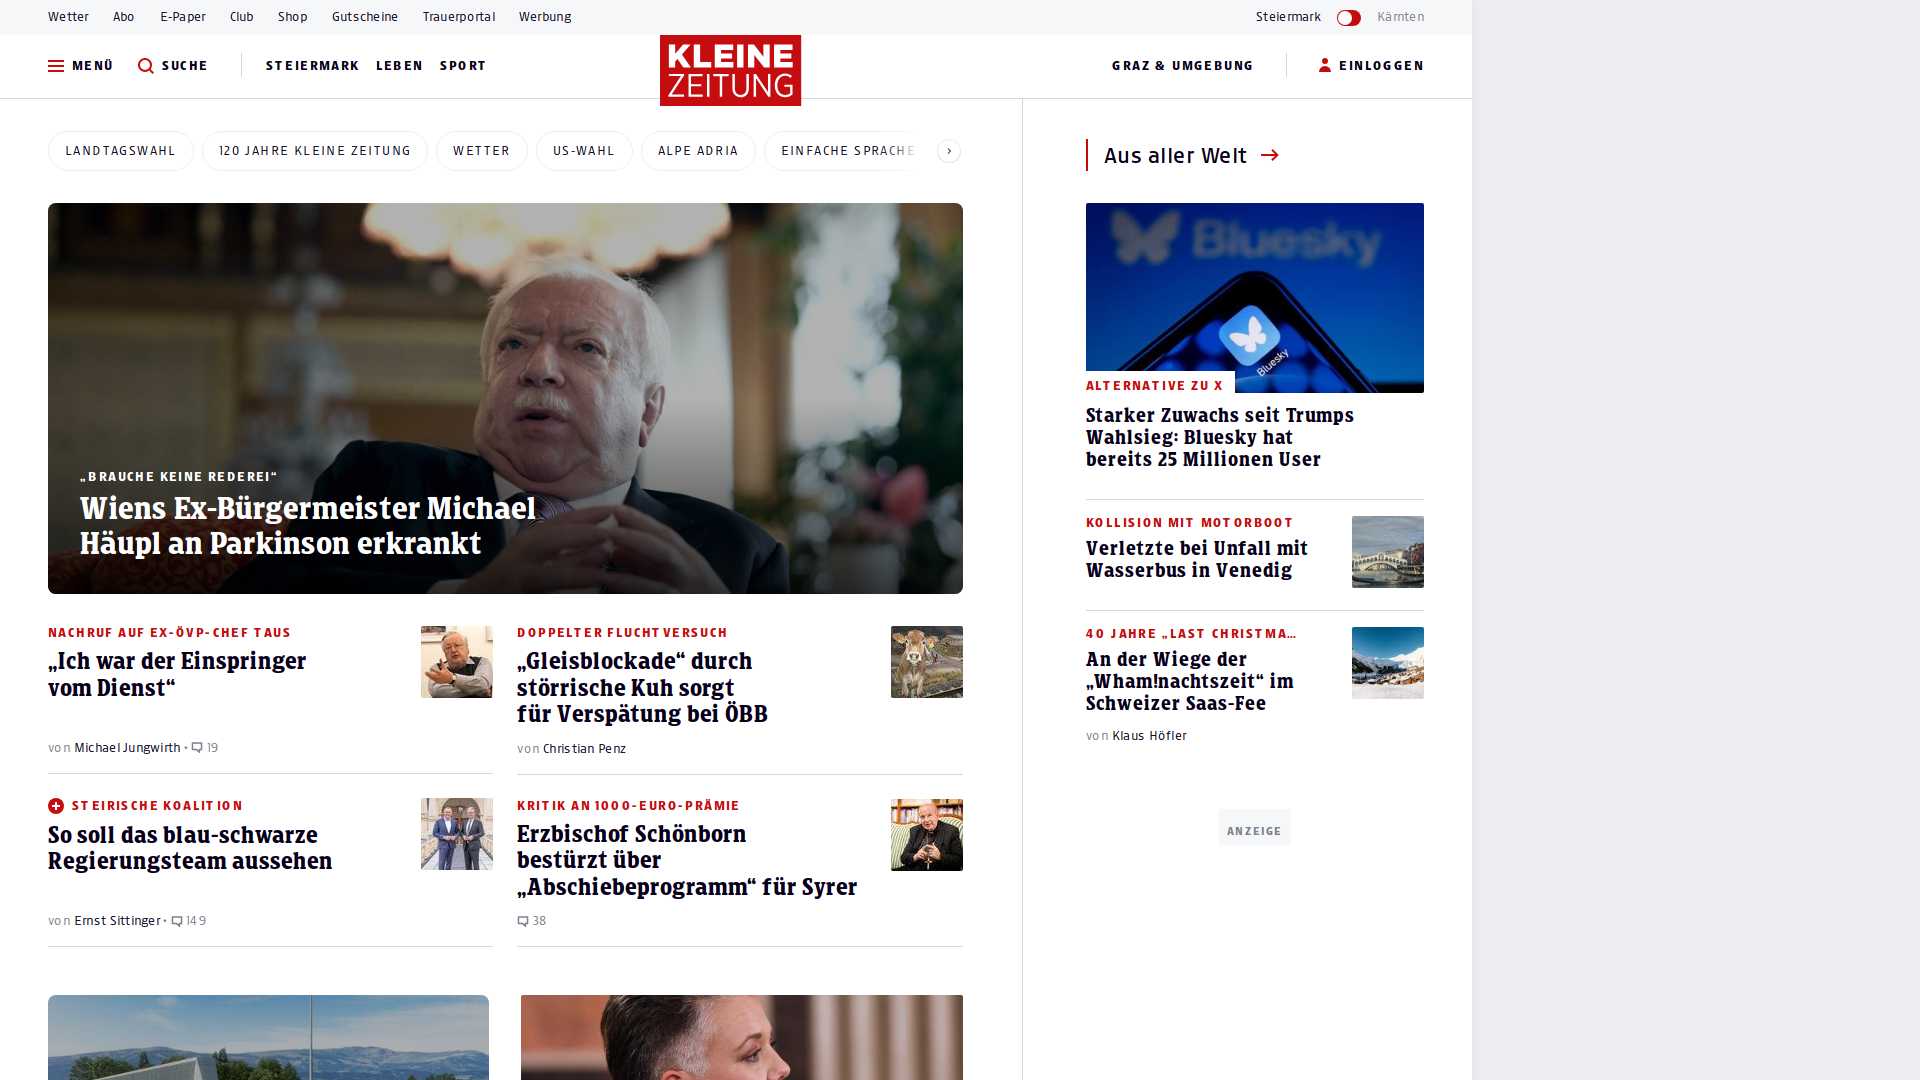 Wetter Abo E-Paper Club Shop Gutscheine Trauerportal Werbung Steiermark Kärnten
MENÜ SUCHE STEIERMARK LEBEN SPORT KLEINE ZEITUNG GRAZ & UMGEBUNG EINLOGGEN
LANDTAGSWAHL 120 JAHRE KLEINE ZEITUNG WETTER US-WAHL ALPE ADRIA EINFACHE SPRACHE
„BRAUCHE KEINE REDEREI“
Wiens Ex-Bürgermeister Michael
Häupl an Parkinson erkrankt
NACHRUF AUF EX-ÖVP-CHEF TAUS
„Ich war der Einspringer
vom Dienst“
von Michael Jungwirth • 19
DOPPELTER FLUCHTVERSUCH
„Gleisblockade“ durch
störrische Kuh sorgt
für Verspätung bei ÖBB
von Christian Penz
STEIRISCHE KOALITION
So soll das blau-schwarze
Regierungsteam aussehen
von Ernst Sittinger • 149
KRITIK AN 1000-EURO-PRÄMIE
Erzbischof Schönborn
bestürzt über
„Abschiebeprogramm“ für Syrer
38
Aus aller Welt
Bluesky
Bluesky
ALTERNATIVE ZU X
Starker Zuwachs seit Trumps
Wahlsieg: Bluesky hat
bereits 25 Millionen User
KOLLISION MIT MOTORBOOT
Verletzte bei Unfall mit
Wasserbus in Venedig
40 JAHRE „LAST CHRISTMA…
An der Wiege der
„Wham!nachtszeit“ im
Schweizer Saas-Fee
von Klaus Höfler
ANZEIGE